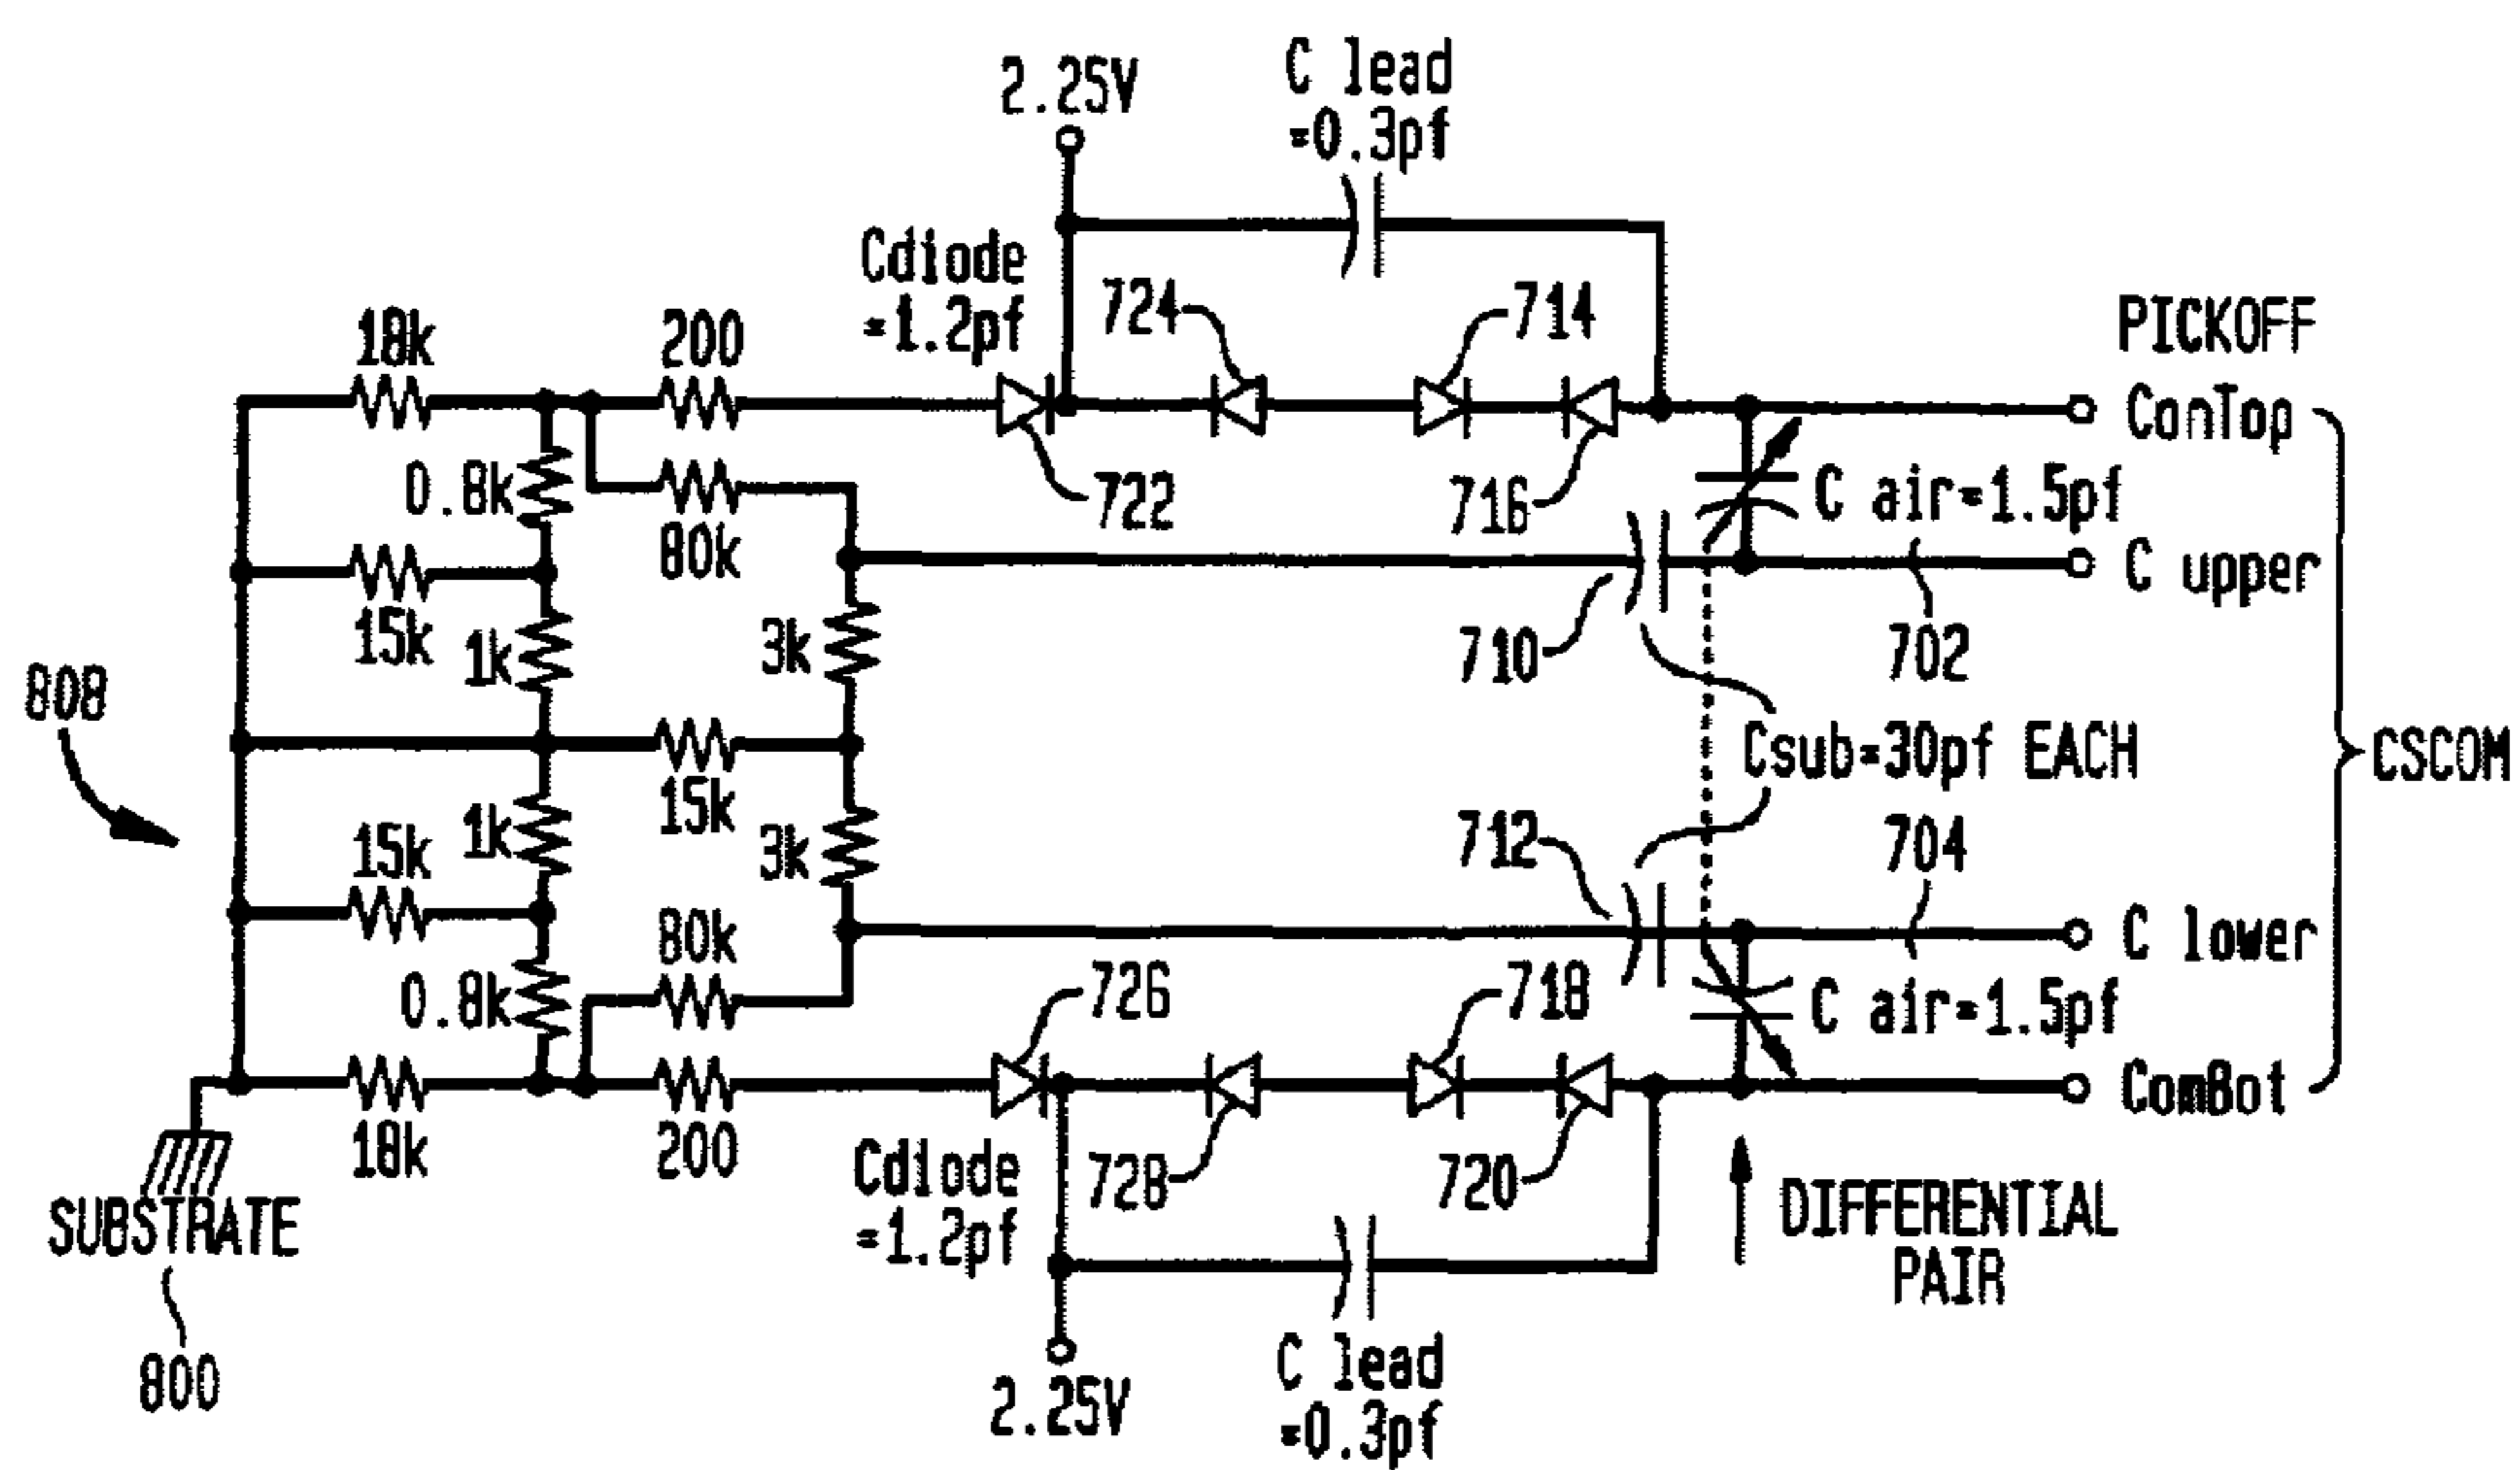 2.25V
C lead
=0.3pf
Cdiode
=1.2pf
724
714
18k
200
PICKOFF
ConTop
0.8k
722
716
C air=1.5pf
80k
C upper
15k
1k
3k
710
702
808
Csub=30pf EACH
CSCOM
15k
712
704
15k
1k
3k
80k
C lower
0.8k
726
718
C air=1.5pf
ComBot
18k
200
Cdiode
=1.2pf
728
720
DIFFERENTIAL
PAIR
SUBSTRATE
800
2.25V
C lead
=0.3pf